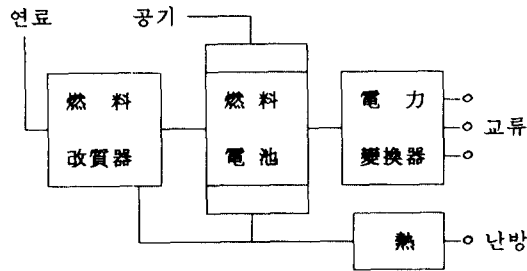 연료
공기
燃 料
改質器
燃 料
電 池
電 力
變換器
교류
熱
난방